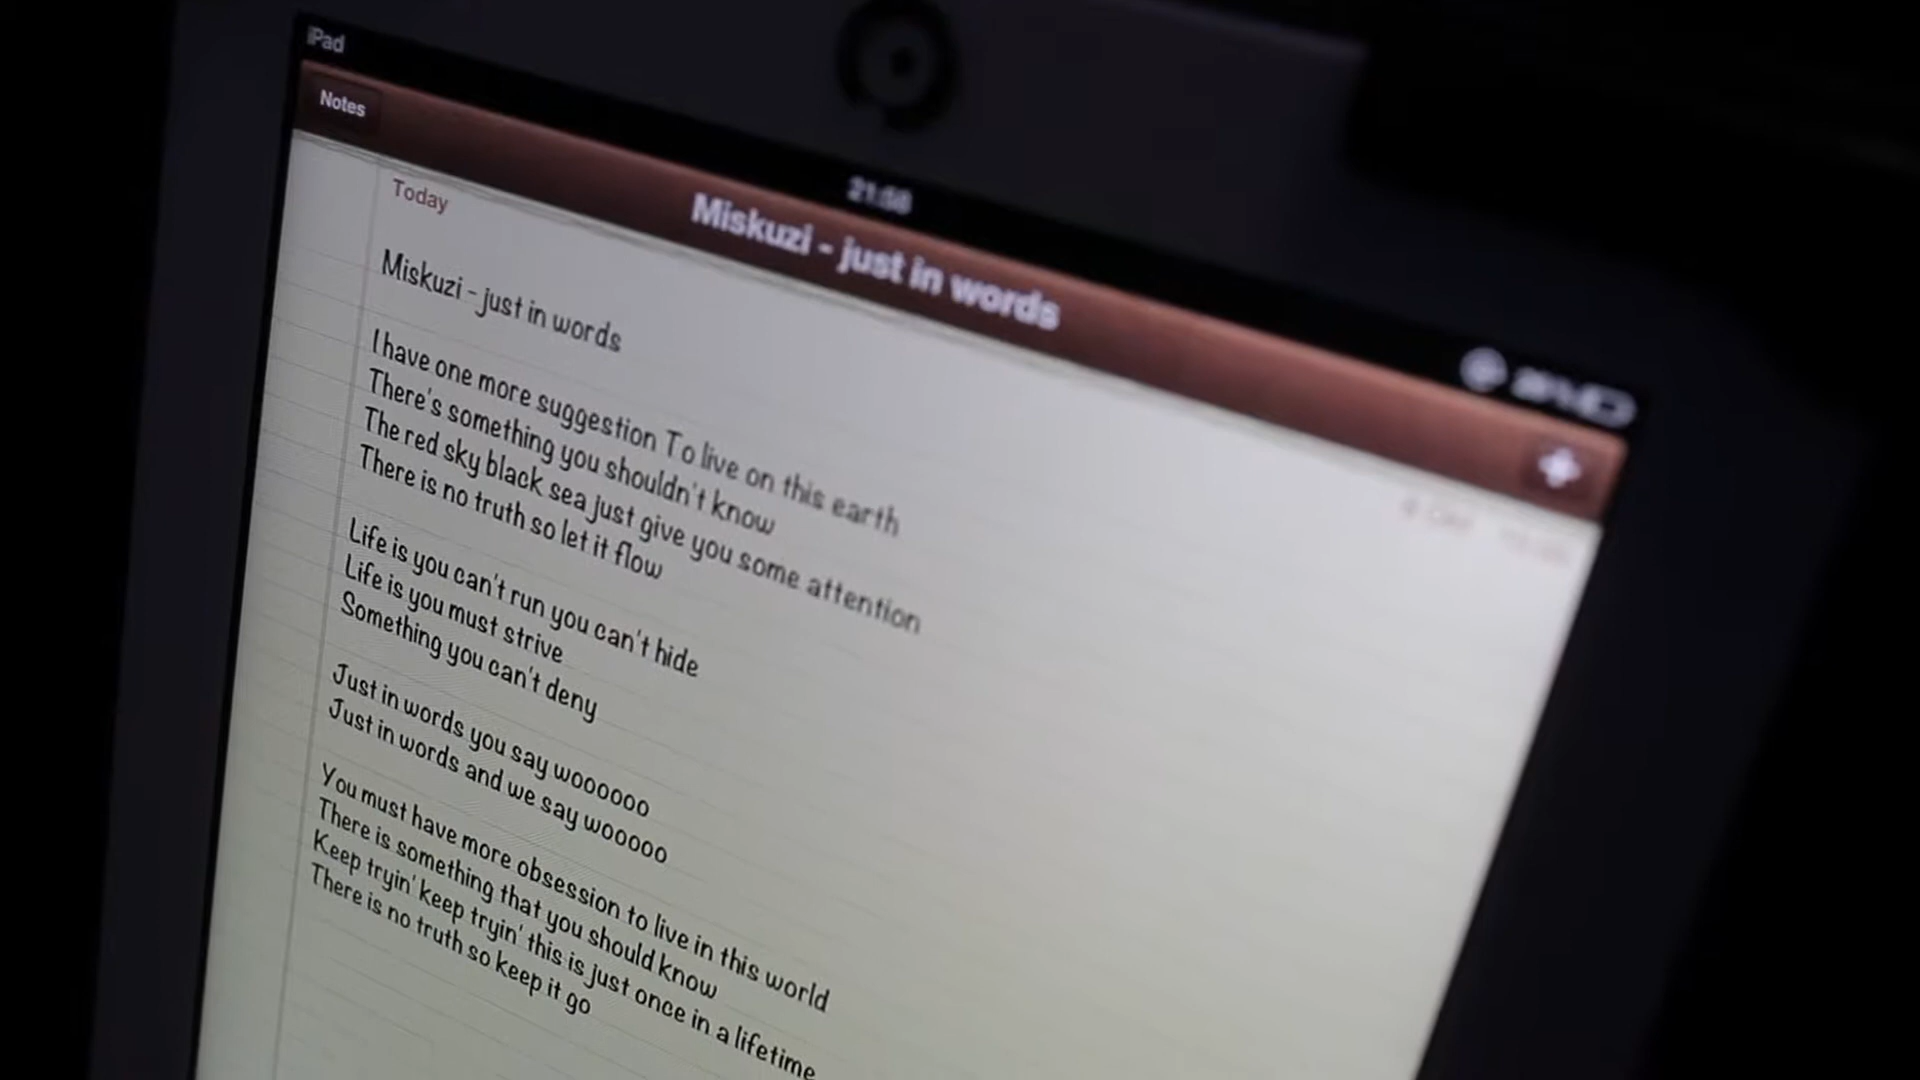 iPad
21:58
Notes
Miskuzi - just in words
Today
Miskuzi - just in words
I have one more suggestion To live on this earth
There's something you shouldn't know
The red sky black sea just give you some attention
There is no truth so let it flow
Life is you can't run you can't hide
Life is you must strive
Something you can't deny
Just in words you say woooooo
Just in words and we say wooooo
You must have more obsession to live in this world
There is something that you should know
Keep tryin' keep tryin' this is just once in a lifetime
There is no truth so keep it go